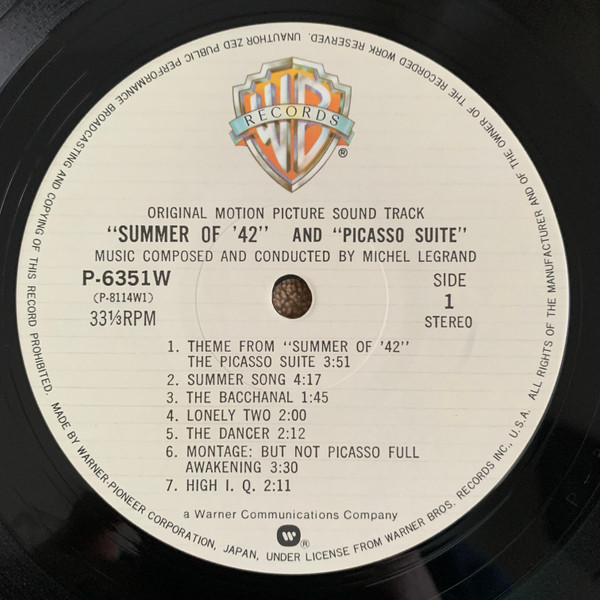 WB
RECORDS
®
ORIGINAL MOTION PICTURE SOUND TRACK
"SUMMER OF '42" AND "PICASSO SUITE"
MUSIC COMPOSED AND CONDUCTED BY MICHEL LEGRAND
P-6351W
(P-8114W1)
33⅓RPM
SIDE
1
STEREO
1. THEME FROM "SUMMER OF '42"
THE PICASSO SUITE 3:51
2. SUMMER SONG 4:17
3. THE BACCHANAL 1:45
4. LONELY TWO 2:00
5. THE DANCER 2:12
6. MONTAGE: BUT NOT PICASSO FULL
AWAKENING 3:30
7. HIGH I. Q. 2:11
a Warner Communications Company
®
MADE BY WARNER-PIONEER CORPORATION, JAPAN, UNDER LICENSE FROM WARNER BROS. RECORDS INC., U.S.A. ALL RIGHTS OF THE MANUFACTURER AND OF THE OWNER OF THE RECORDED WORK RESERVED. UNAUTHORIZED PUBLIC PERFORMANCE BROADCASTING AND COPYING OF THIS RECORD PROHIBITED.